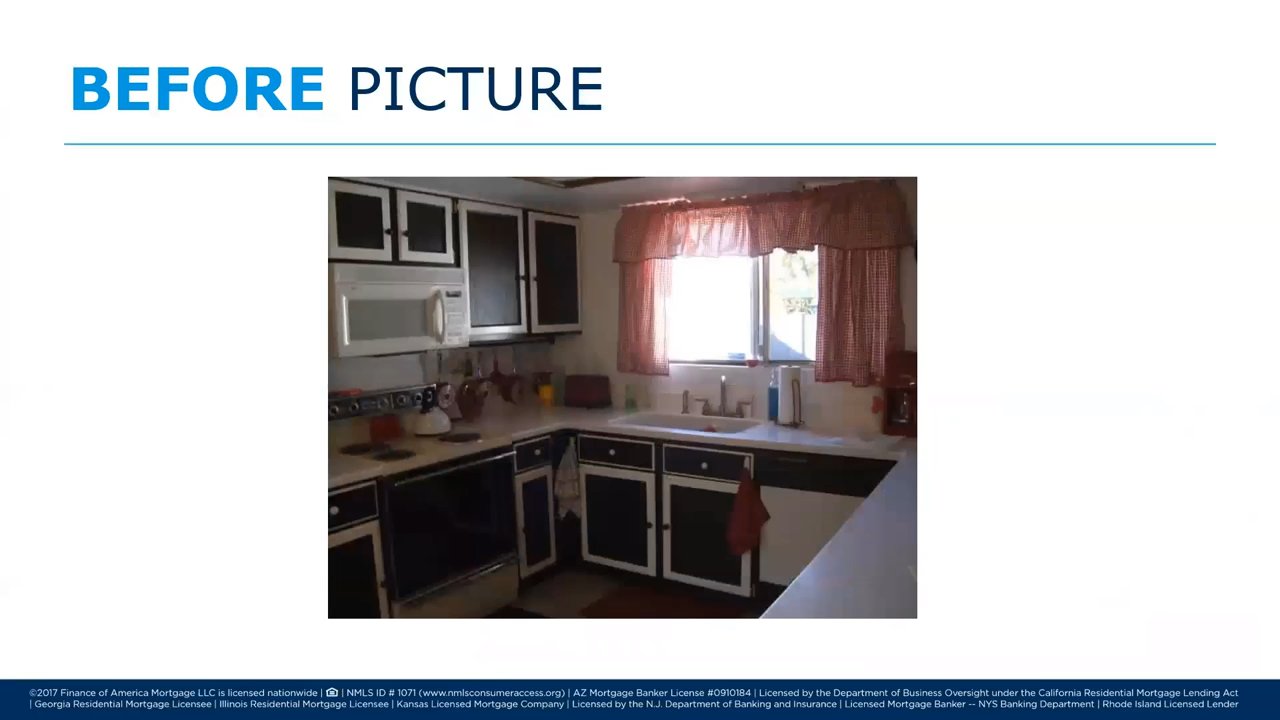 BEFORE PICTURE
©2017 Finance of America Mortgage LLC is licensed nationwide | | NMLS ID # 1071 (www.nmlsconsumeraccess.org) | AZ Mortgage Banker License #0910184 | Licensed by the Department of Business Oversight under the California Residential Mortgage Lending Act
| Georgia Residential Mortgage Licensee | Illinois Residential Mortgage Licensee | Kansas Licensed Mortgage Company | Licensed by the N.J. Department of Banking and Insurance | Licensed Mortgage Banker -- NYS Banking Department | Rhode Island Licensed Lender